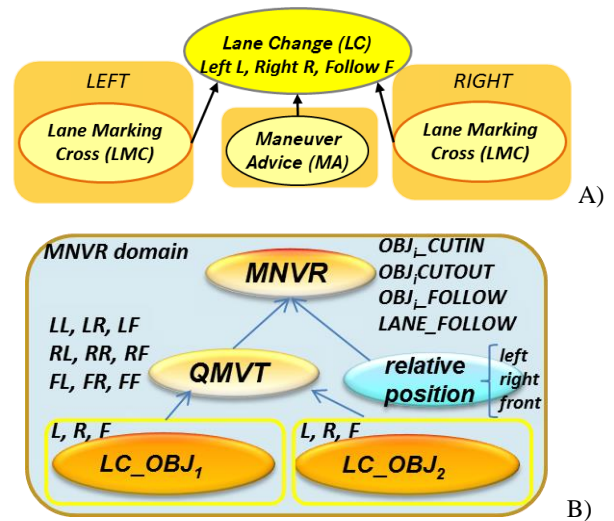 Lane Change (LC)
Left L, Right R, Follow F
LEFT
RIGHT
Lane Marking
Cross (LMC)
Maneuver
Advice (MA)
Lane Marking
Cross (LMC)
A)
MNVR domain
MNVR
OBJi_CUTIN
OBJiCUTOUT
OBJi_FOLLOW
LANE_FOLLOW
LL, LR, LF
RL, RR, RF
FL, FR, FF
QMVT
relative
position
left
right
front
L, R, F
LC_OBJ1
L, R, F
LC_OBJ2
B)